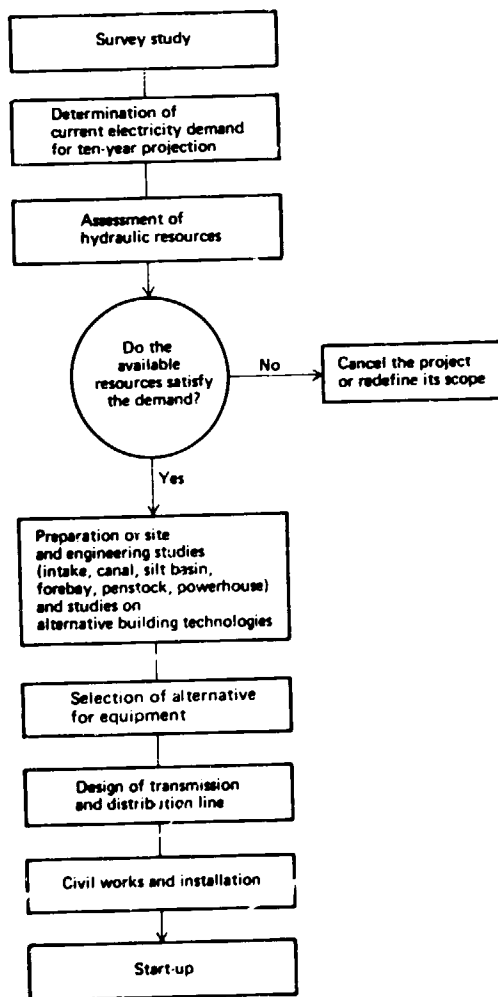 Survey study
Determination of
current electricity demand
for ten-year projection
Assessment of
hydraulic resources
Do the
available
resources satisfy
the demand?
No
Cancel the project
or redefine its scope
Yes
Preparation or site
and engineering studies
(intake, canal, silt basin,
forebay, penstock, powerhouse)
and studies on
alternative building technologies
Selection of alternative
for equipment
Design of transmission
and distribution line
Civil works and installation
Start-up